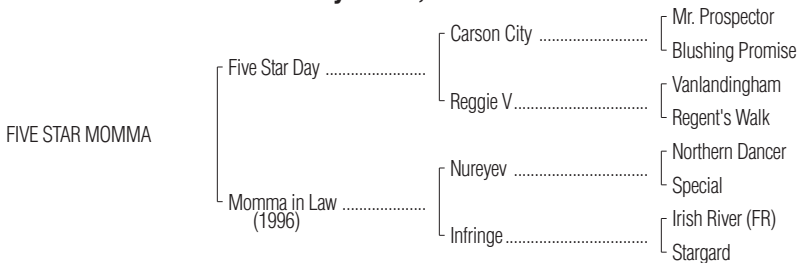 Mr. Prospector
Carson City ............................
Blushing Promise
Five Star Day ..........................
Vanlandingham
Reggie V...................................
Regent's Walk
FIVE STAR MOMMA
Northern Dancer
Nureyev ...................................
Special
Momma in Law ......................
(1996)
Irish River (FR)
Infringe.....................................
Stargard